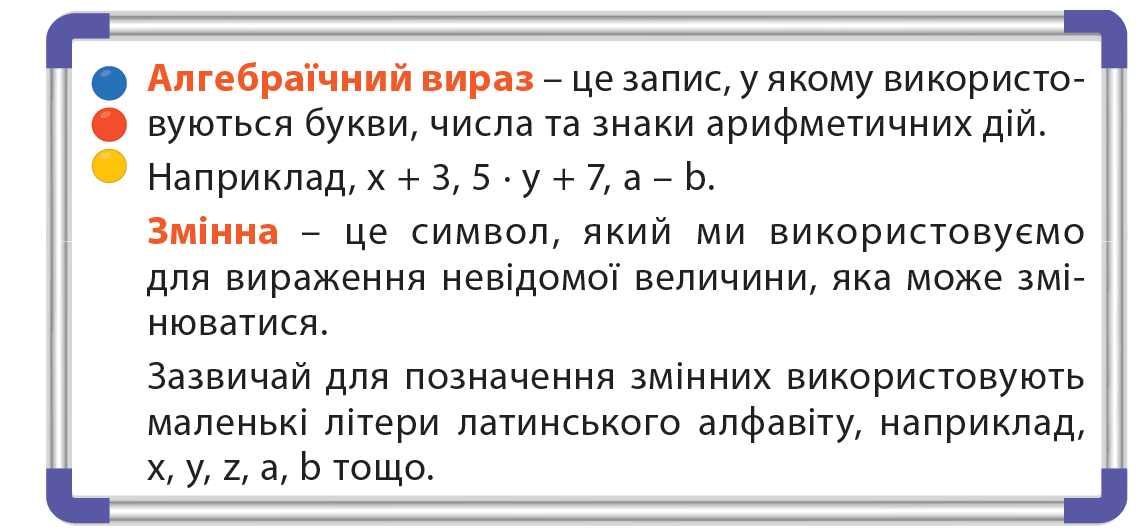 Алгебраїчний вираз – це запис, у якому використо-
вуються букви, числа та знаки арифметичних дій.
Наприклад, x + 3, 5 · y + 7, a – b.
Змінна – це символ, який ми використовуємо
для вираження невідомої величини, яка може змі-
нюватися.
Зазвичай для позначення змінних використовують
маленькі літери латинського алфавіту, наприклад,
x, y, z, a, b тощо.